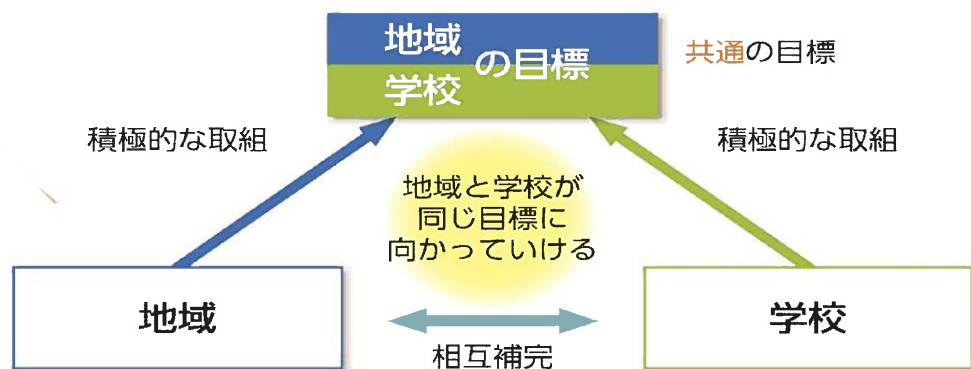 地域
学校
の目標
共通の目標
積極的な取組
積極的な取組
地域と学校が
同じ目標に
向かっていける
地域
学校
相互補完